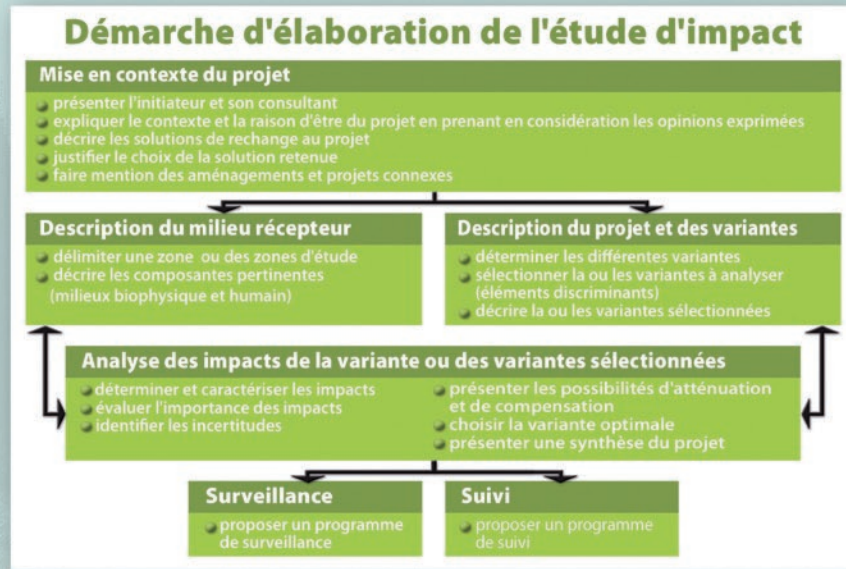 Démarche d'élaboration de l'étude d'impact
Mise en contexte du projet
présenter l'initiateur et son consultant
expliquer le contexte et la raison d'être du projet en prenant en considération les opinions exprimées
décrire les solutions de rechange au projet
justifier le choix de la solution retenue
faire mention des aménagements et projets connexes
Description du milieu récepteur
délimiter une zone ou des zones d'étude
décrire les composantes pertinentes
(milieux biophysique et humain)
Description du projet et des variantes
déterminer les différentes variantes
sélectionner la ou les variantes à analyser
(éléments discriminants)
décrire la ou les variantes sélectionnées
Analyse des impacts de la variante ou des variantes sélectionnées
déterminer et caractériser les impacts
évaluer l'importance des impacts
identifier les incertitudes
présenter les possibilités d'atténuation
et de compensation
choisir la variante optimale
présenter une synthèse du projet
Surveillance
proposer un programme
de surveillance
Suivi
proposer un programme
de suivi